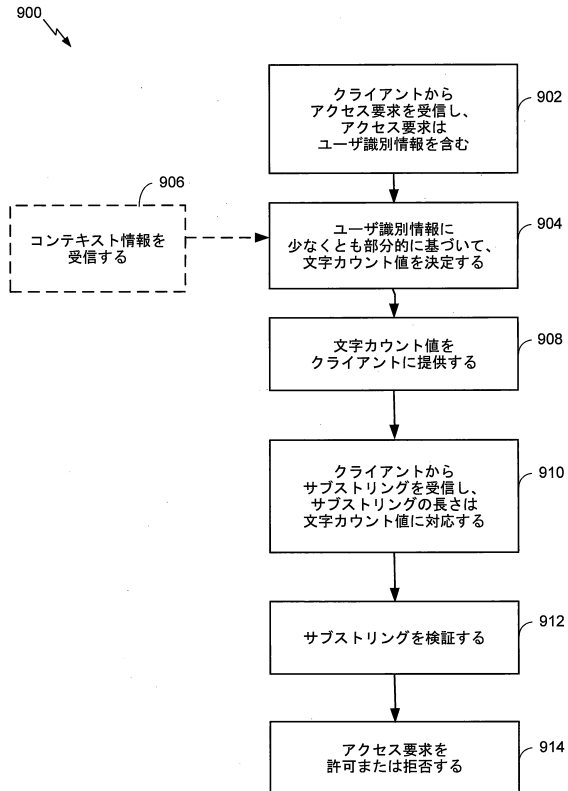 900
クライアントから
アクセス要求を受信し、
アクセス要求は
ユーザ識別情報を含む
902
906
コンテキスト情報を
受信する
ユーザ識別情報に
少なくとも部分的に基づいて、
文字カウント値を決定する
904
文字カウント値を
クライアントに提供する
908
クライアントから
サブストリングを受信し、
サブストリングの長さは
文字カウント値に対応する
910
サブストリングを検証する
912
アクセス要求を
許可または拒否する
914